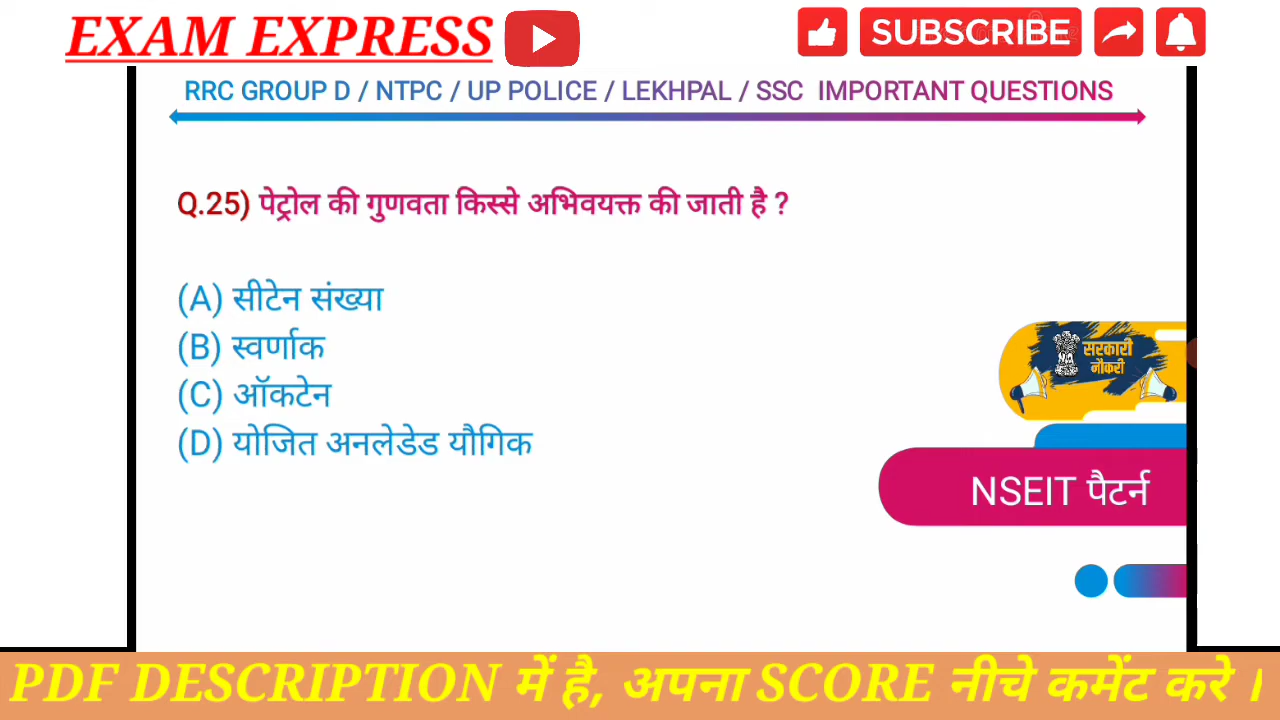 EXAM EXPRESS
SUBSCRIBE
RRC GROUP D / NTPC / UP POLICE / LEKHPAL / SSC IMPORTANT QUESTIONS
Q.25) पेट्रोल की गुणवता किस्से अभिवयक्त की जाती है ?
(A) सीटेन संख्या
(B) स्वर्णाक
(C) ऑकटेन
(D) योजित अनलेडेड यौगिक
सरकारी
नौकरी
NSEIT पैटर्न
PDF DESCRIPTION में है, अपना SCORE नीचे कमेंट करे ।